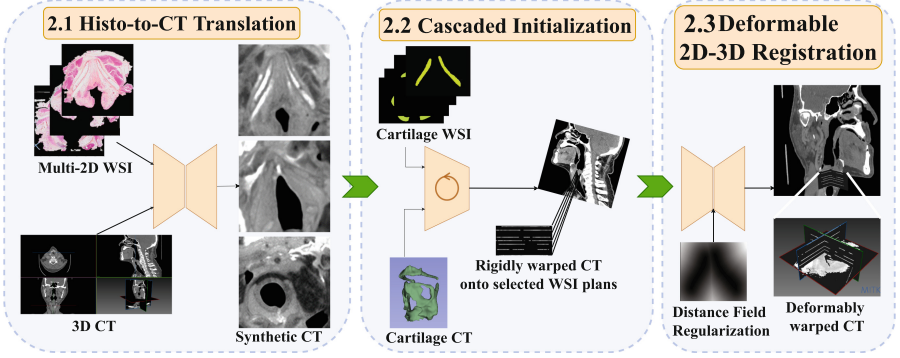 2.1 Histo-to-CT Translation
Multi-2D WSI
3D CT
Synthetic CT
2.2 Cascaded Initialization
Cartilage WSI
Rigidly warped CT
onto selected WSI plans
Cartilage CT
2.3 Deformable
2D-3D Registration
Distance Field
Regularization
Deformably
warped CT